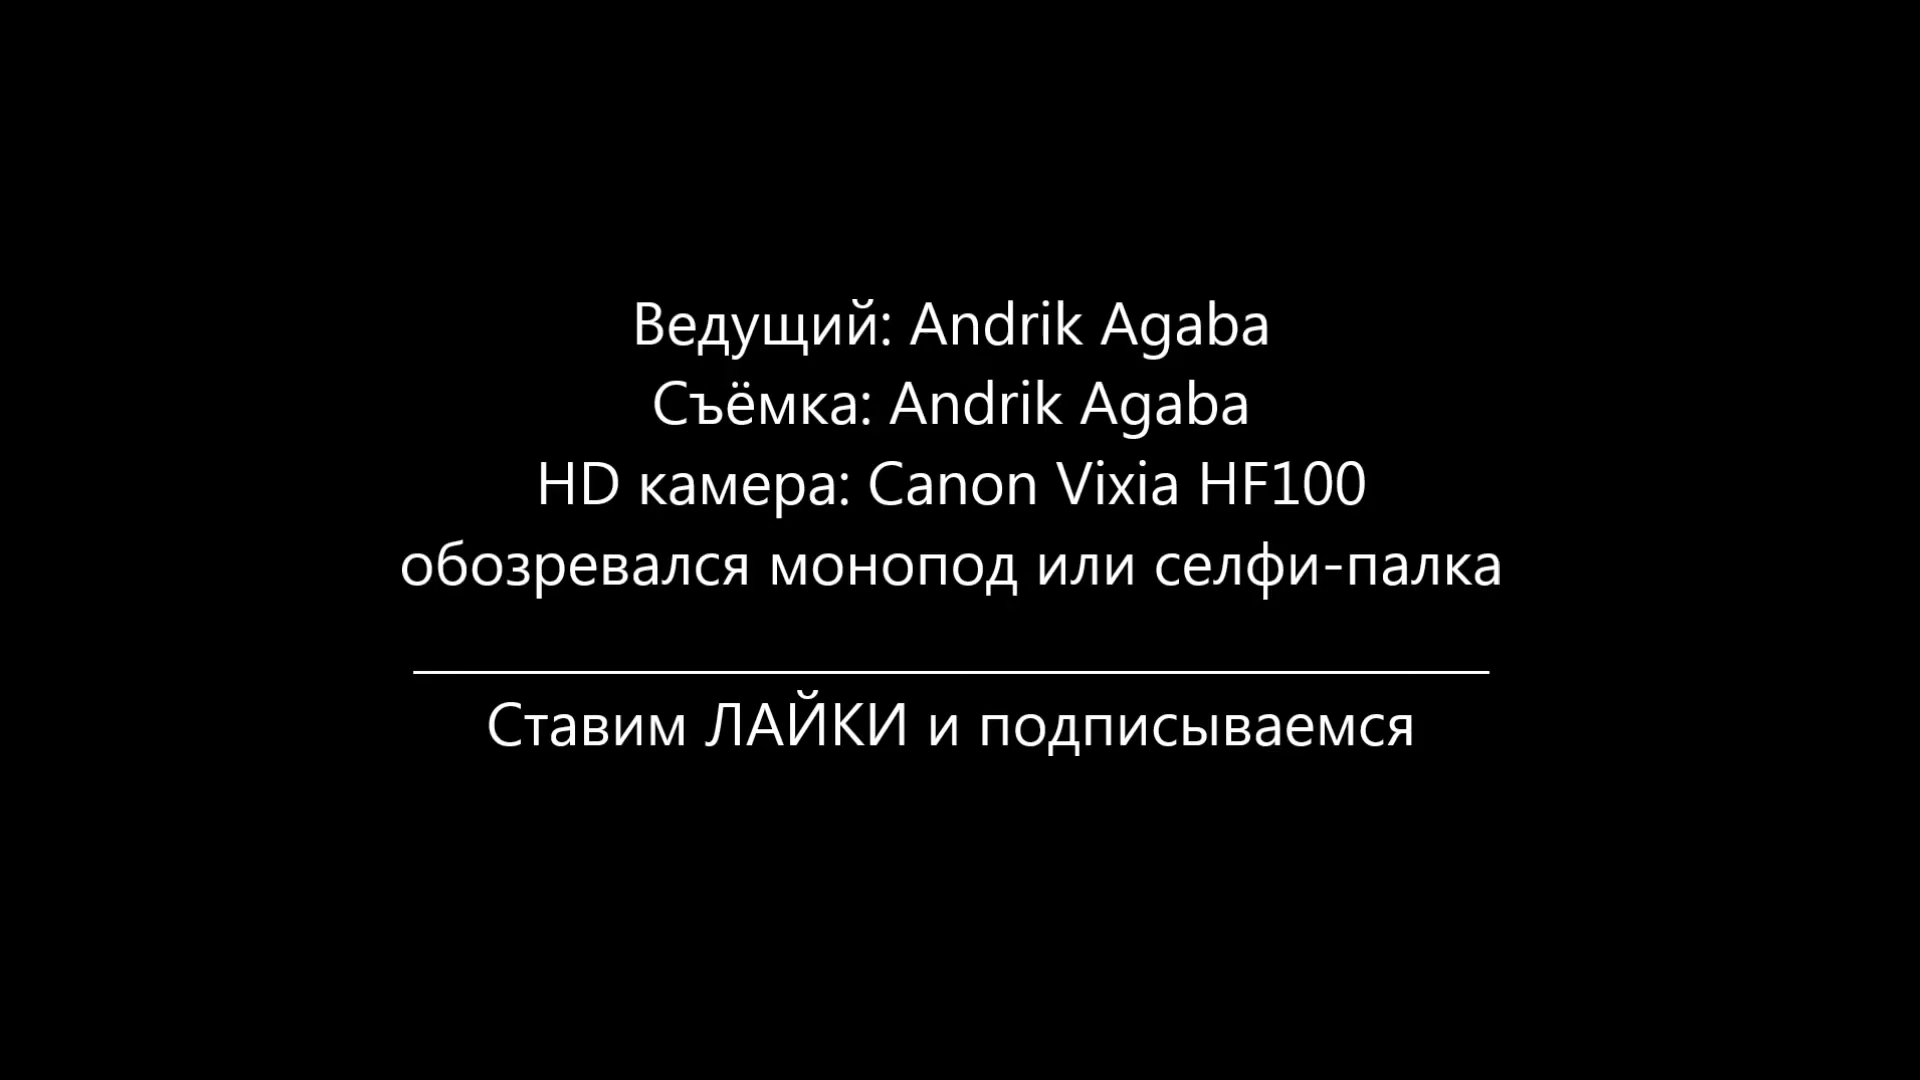 Ведущий: Andrik Agaba
Съёмка: Andrik Agaba
HD камера: Canon Vixia HF100
обозревался монопод или селфи-палка
Ставим ЛАЙКИ и подписываемся